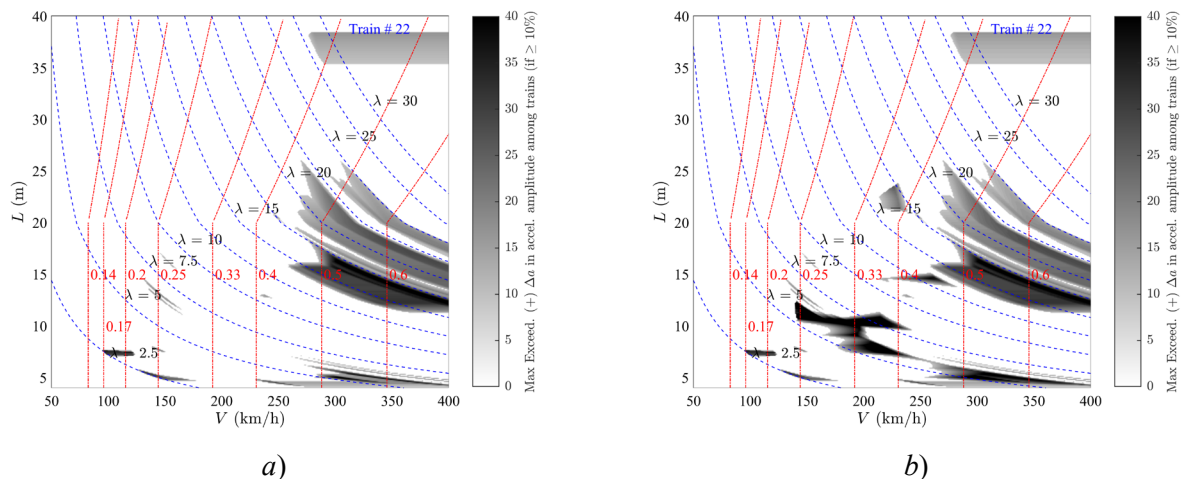 Train # 22
λ = 30
λ = 25
λ = 20
λ = 15
λ = 10
λ = 7.5
λ = 5
λ = 2.5
0.14 0.2 0.25 0.33 0.4 0.5 0.6
0.17
40
35
30
25
20
15
10
5
L (m)
50 100 150 200 250 300 350 400
V (km/h)
40
35
30
25
20
15
10
5
0
Max Exceed. (+) Δa in accel. amplitude among trains (if ≥ 10%)
a)
Train # 22
λ = 30
λ = 25
λ = 20
λ = 15
λ = 10
λ = 7.5
λ = 5
λ 2.5
0.14 0.2 0.25 0.33 0.4 0.5 0.6
0.17
40
35
30
25
20
15
10
5
L (m)
50 100 150 200 250 300 350 400
V (km/h)
40
35
30
25
20
15
10
5
0
Max Exceed. (+) Δa in accel. amplitude among trains (if ≥ 10%)
b)